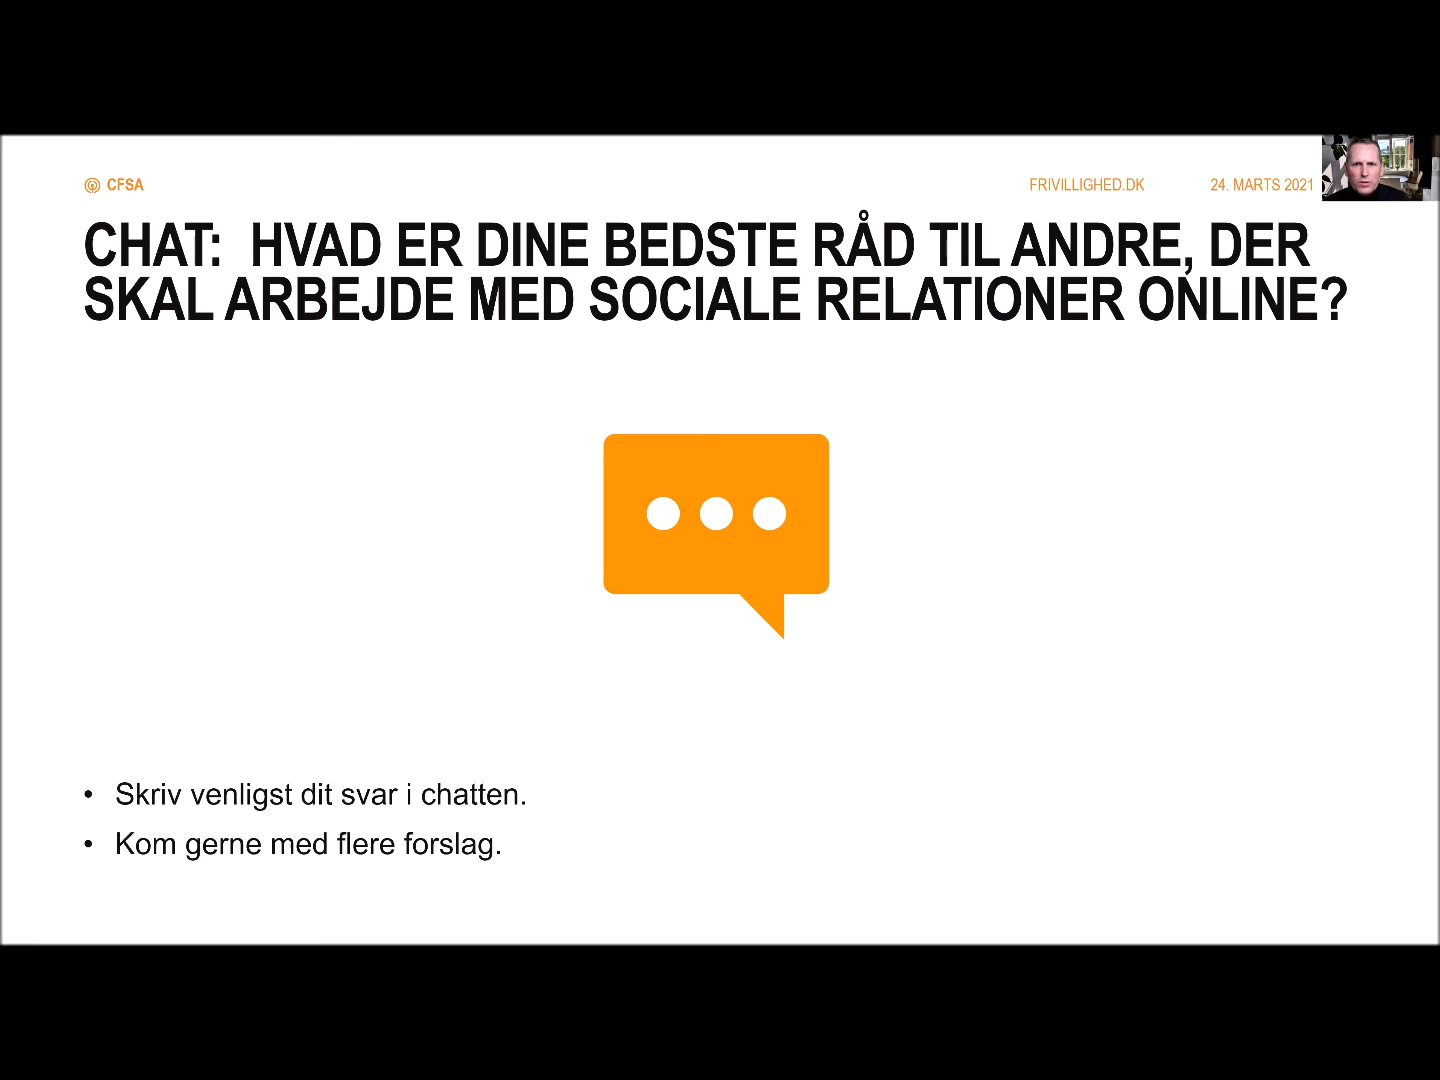 CFSA
FRIVILLIGHED.DK
24. MARTS 2021
CHAT: HVAD ER DINE BEDSTE RÅD TIL ANDRE, DER
SKAL ARBEJDE MED SOCIALE RELATIONER ONLINE?
• Skriv venligst dit svar i chatten.
• Kom gerne med flere forslag.